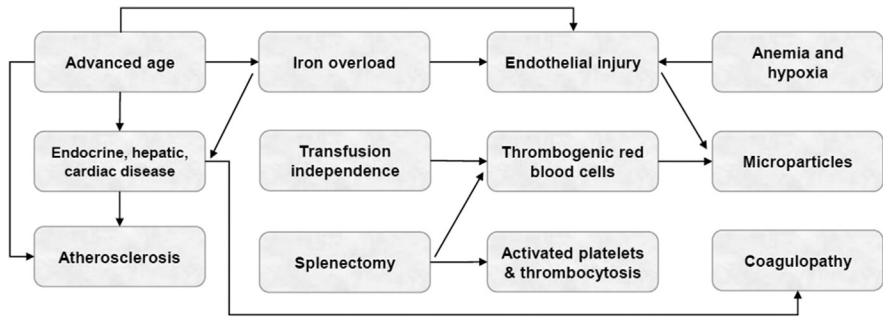 Advanced age
Iron overload
Endothelial injury
Anemia and
hypoxia
Endocrine, hepatic,
cardiac disease
Transfusion
independence
Thrombogenic red
blood cells
Microparticles
Atherosclerosis
Splenectomy
Activated platelets
& thrombocytosis
Coagulopathy